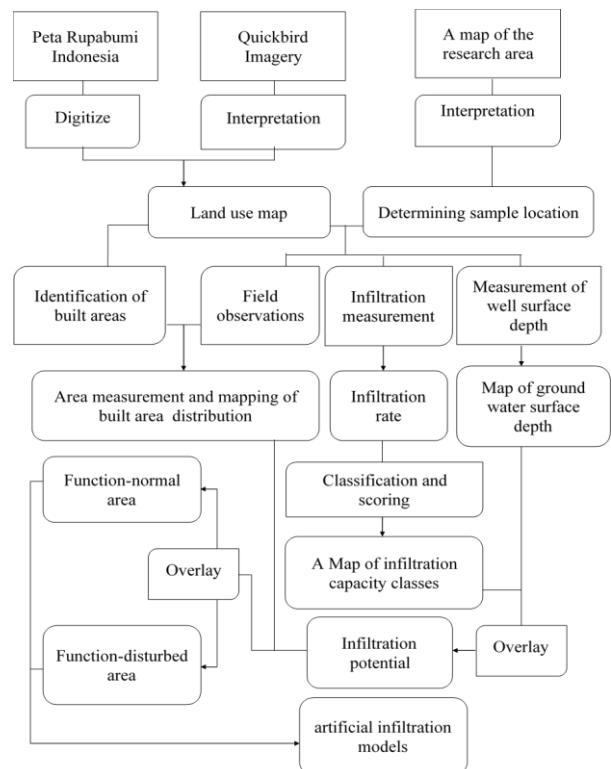 Peta Rupabumi
Indonesia
Quickbird
Imagery
A map of the
research area
Digitize
Interpretation
Interpretation
Land use map
Determining sample location
Identification of
built areas
Field
observations
Infiltration
measurement
Measurement of
well surface
depth
Area measurement and mapping of
built area distribution
Infiltration
rate
Map of ground
water surface
depth
Function-normal
area
Classification and
scoring
Overlay
A Map of infiltration
capacity classes
Function-disturbed
area
Infiltration
potential
Overlay
artificial infiltration
models